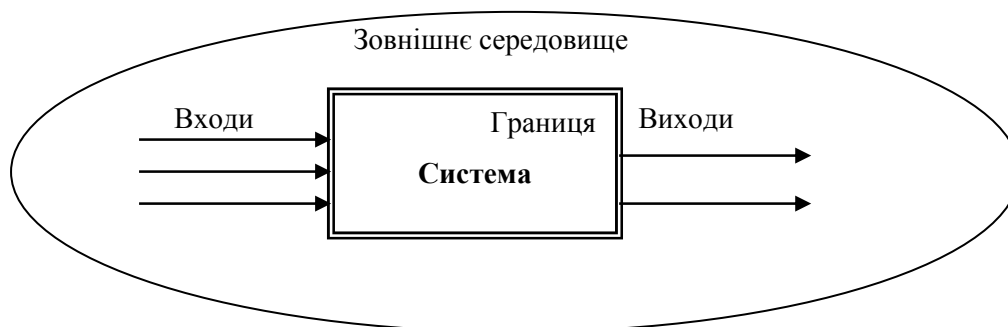 Зовнішнє середовище
Входи
Границя
Виходи
Система